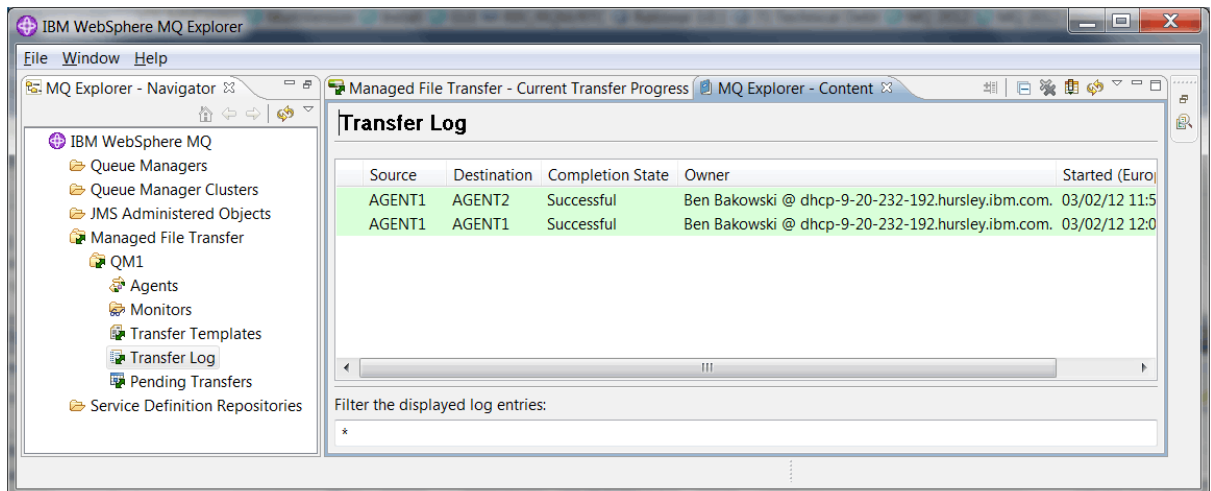 IBM WebSphere MQ Explorer
File Window Help
MQ Explorer - Navigator
Managed File Transfer - Current Transfer Progress
MQ Explorer - Content
IBM WebSphere MQ
Queue Managers
Queue Manager Clusters
JMS Administered Objects
Managed File Transfer
QM1
Agents
Monitors
Transfer Templates
Transfer Log
Pending Transfers
Service Definition Repositories
Transfer Log
Source Destination Completion State Owner Started (Euro
AGENT1 AGENT2 Successful Ben Bakowski @ dhcp-9-20-232-192.hursley.ibm.com. 03/02/12 11:5
AGENT1 AGENT1 Successful Ben Bakowski @ dhcp-9-20-232-192.hursley.ibm.com. 03/02/12 12:0
Filter the displayed log entries:
*